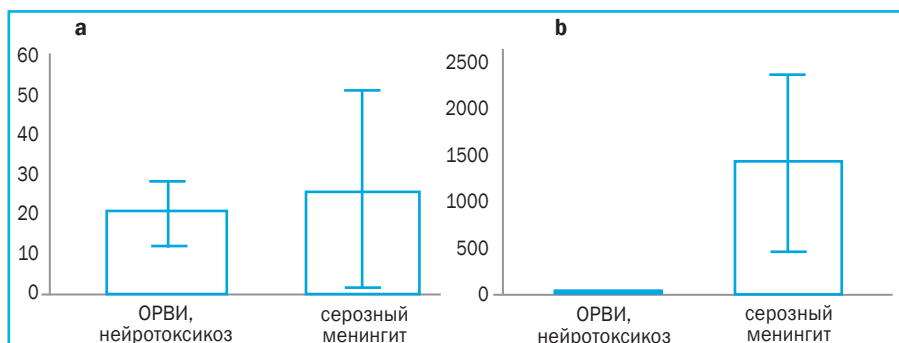 a
60
50
40
30
20
10
0
ОРВИ,
нейротоксикоз
серозный
менингит
b
2500
2000
1500
1000
500
0
ОРВИ,
нейротоксикоз
серозный
менингит